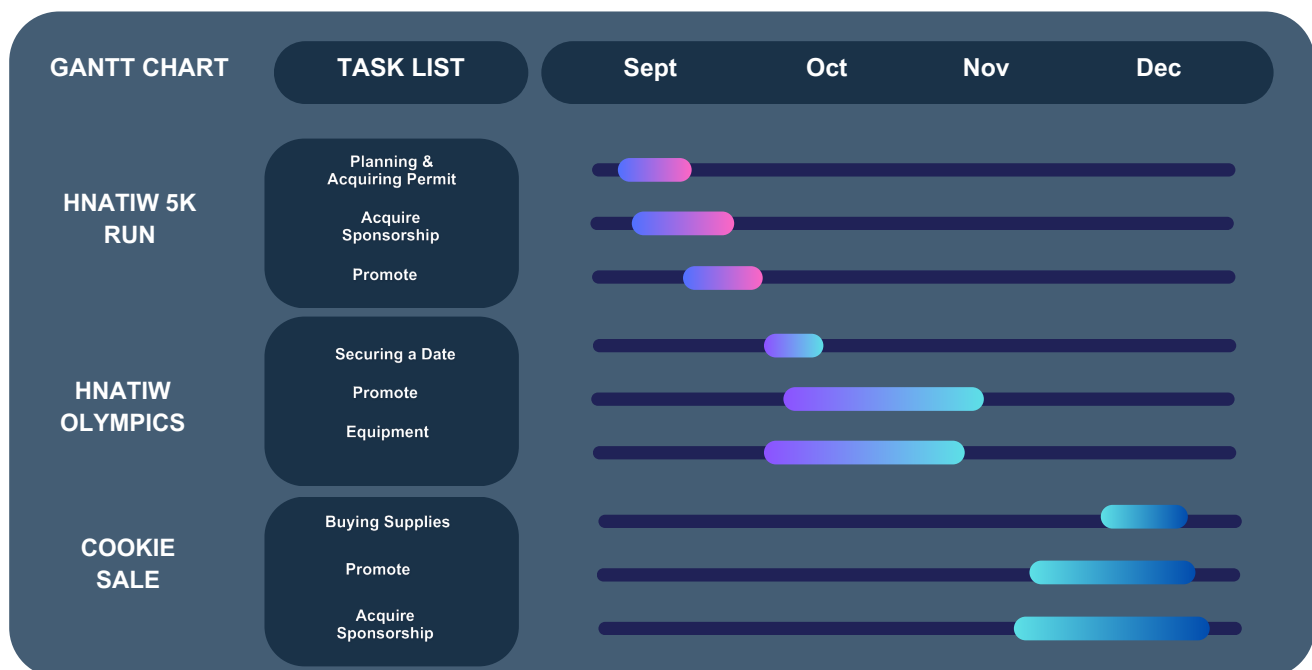 GANTT CHART
TASK LIST
Sept
Oct
Nov
Dec
HNATIW 5K
RUN
Planning &
Acquiring Permit
Acquire
Sponsorship
Promote
HNATIW
OLYMPICS
Securing a Date
Promote
Equipment
COOKIE
SALE
Buying Supplies
Promote
Acquire
Sponsorship